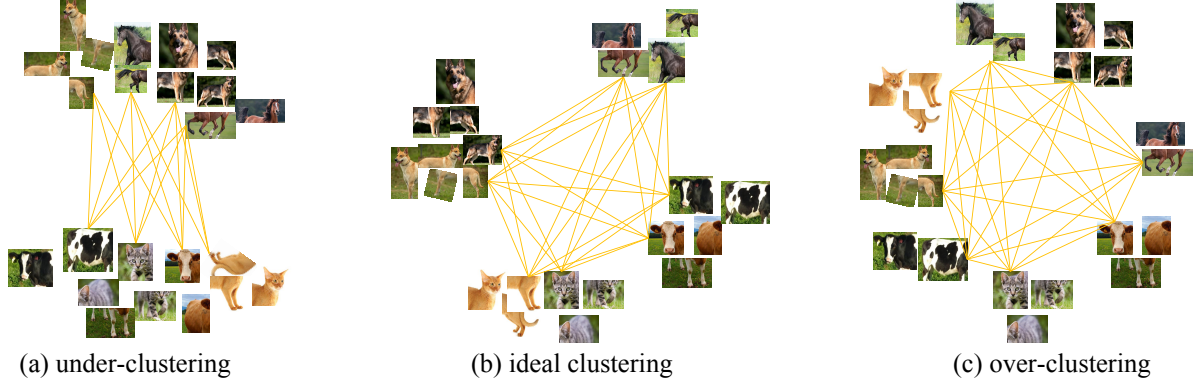 (a) under-clustering
(b) ideal clustering
(c) over-clustering